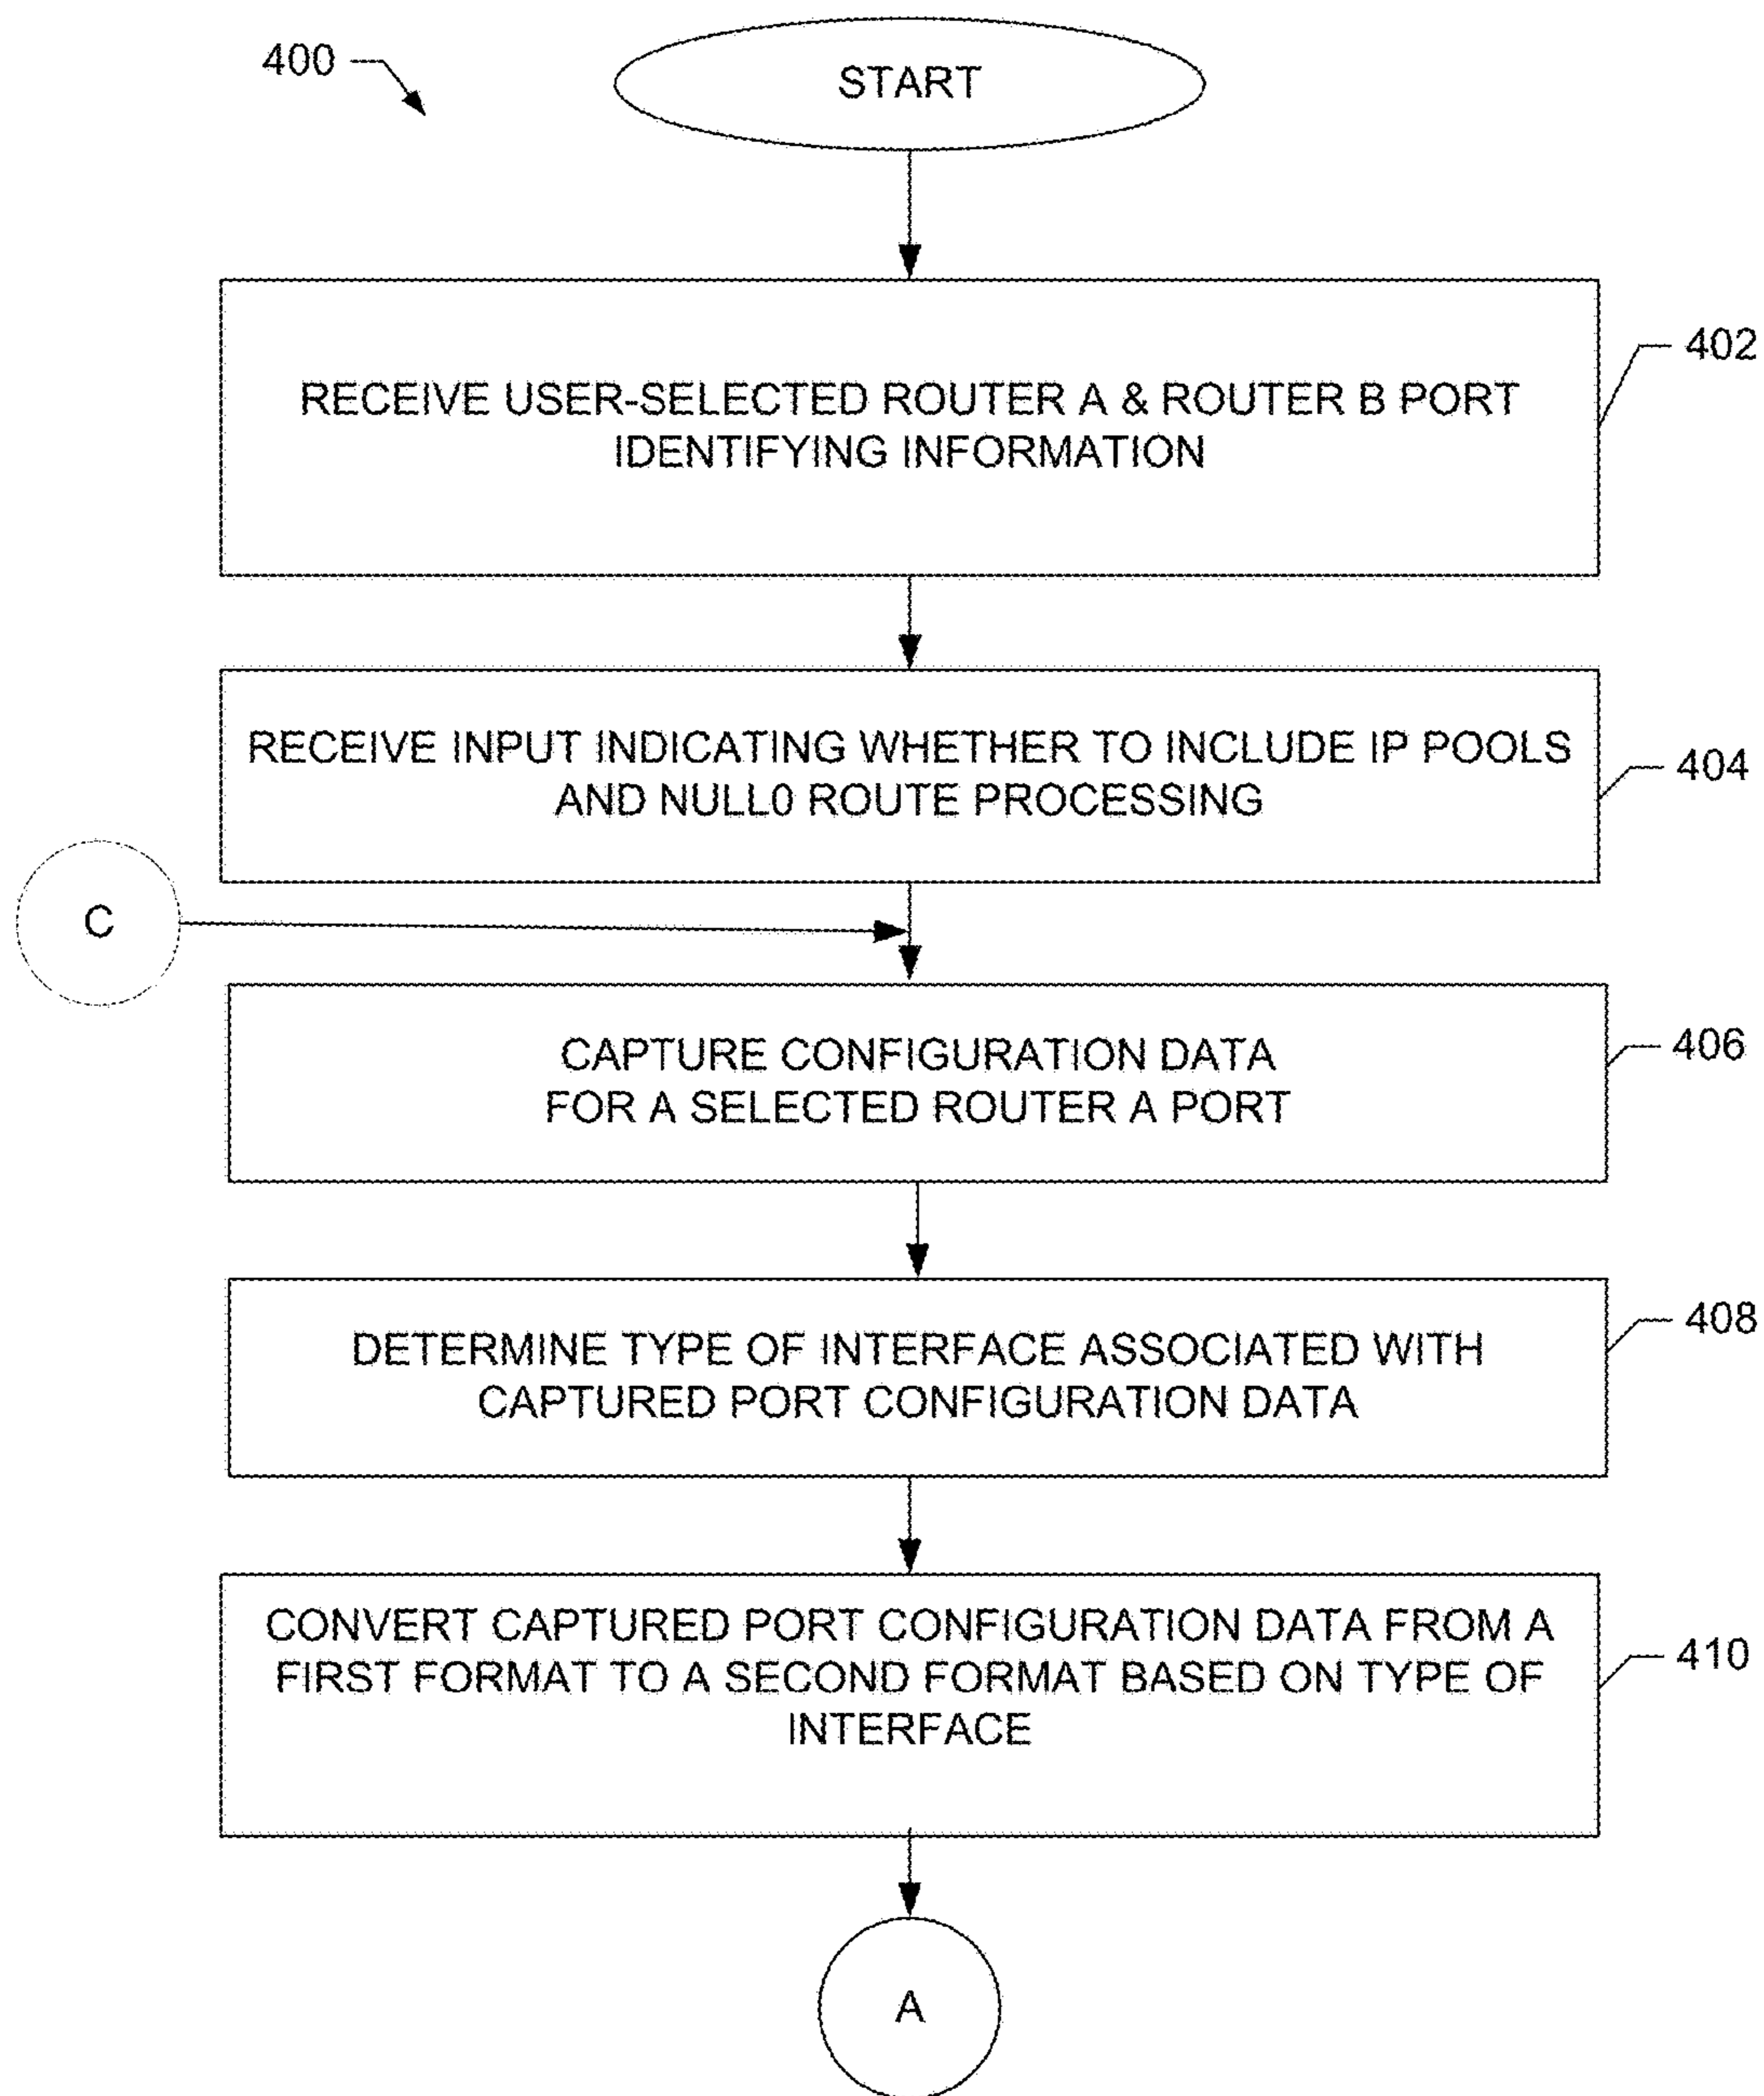 400
START
RECEIVE USER-SELECTED ROUTER A & ROUTER B PORT
IDENTIFYING INFORMATION
402
RECEIVE INPUT INDICATING WHETHER TO INCLUDE IP POOLS
AND NULL0 ROUTE PROCESSING
404
C
CAPTURE CONFIGURATION DATA
FOR A SELECTED ROUTER A PORT
406
DETERMINE TYPE OF INTERFACE ASSOCIATED WITH
CAPTURED PORT CONFIGURATION DATA
408
CONVERT CAPTURED PORT CONFIGURATION DATA FROM A
FIRST FORMAT TO A SECOND FORMAT BASED ON TYPE OF
INTERFACE
410
A